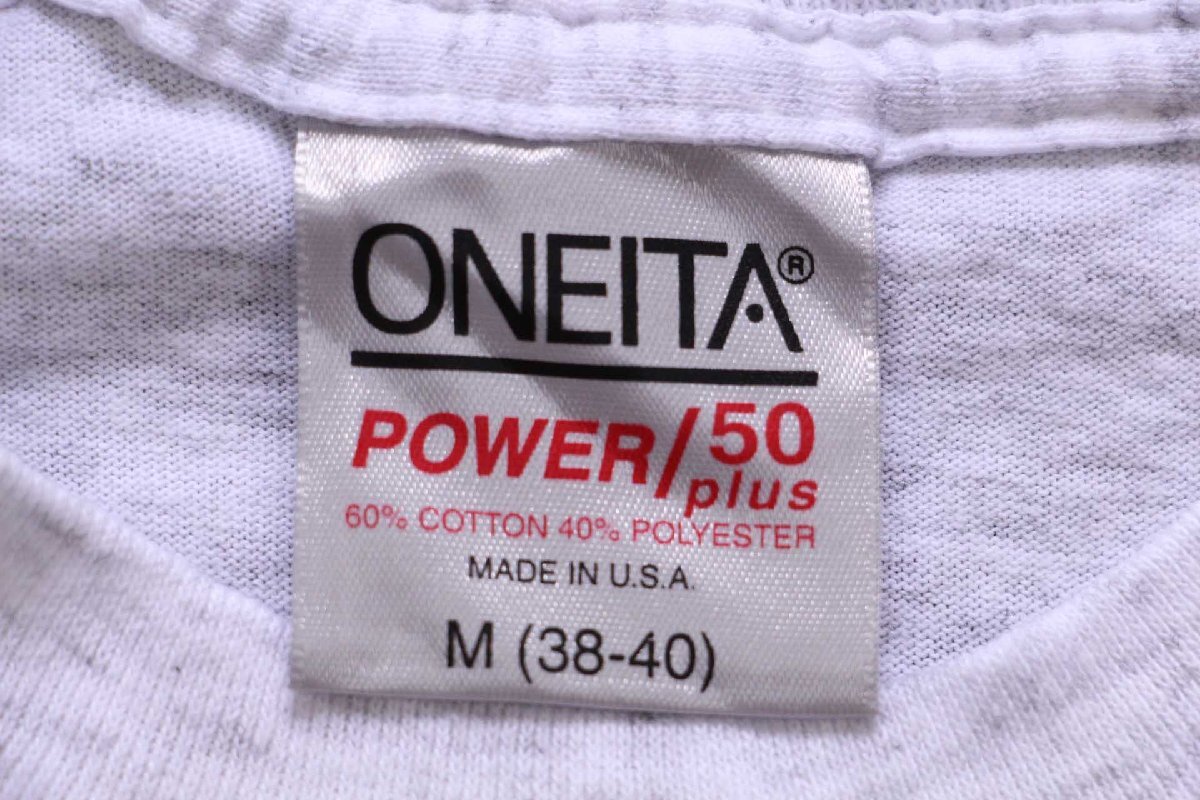 ONEITA®
POWER/50 plus
60% COTTON 40% POLYESTER
MADE IN U.S.A.
M (38-40)